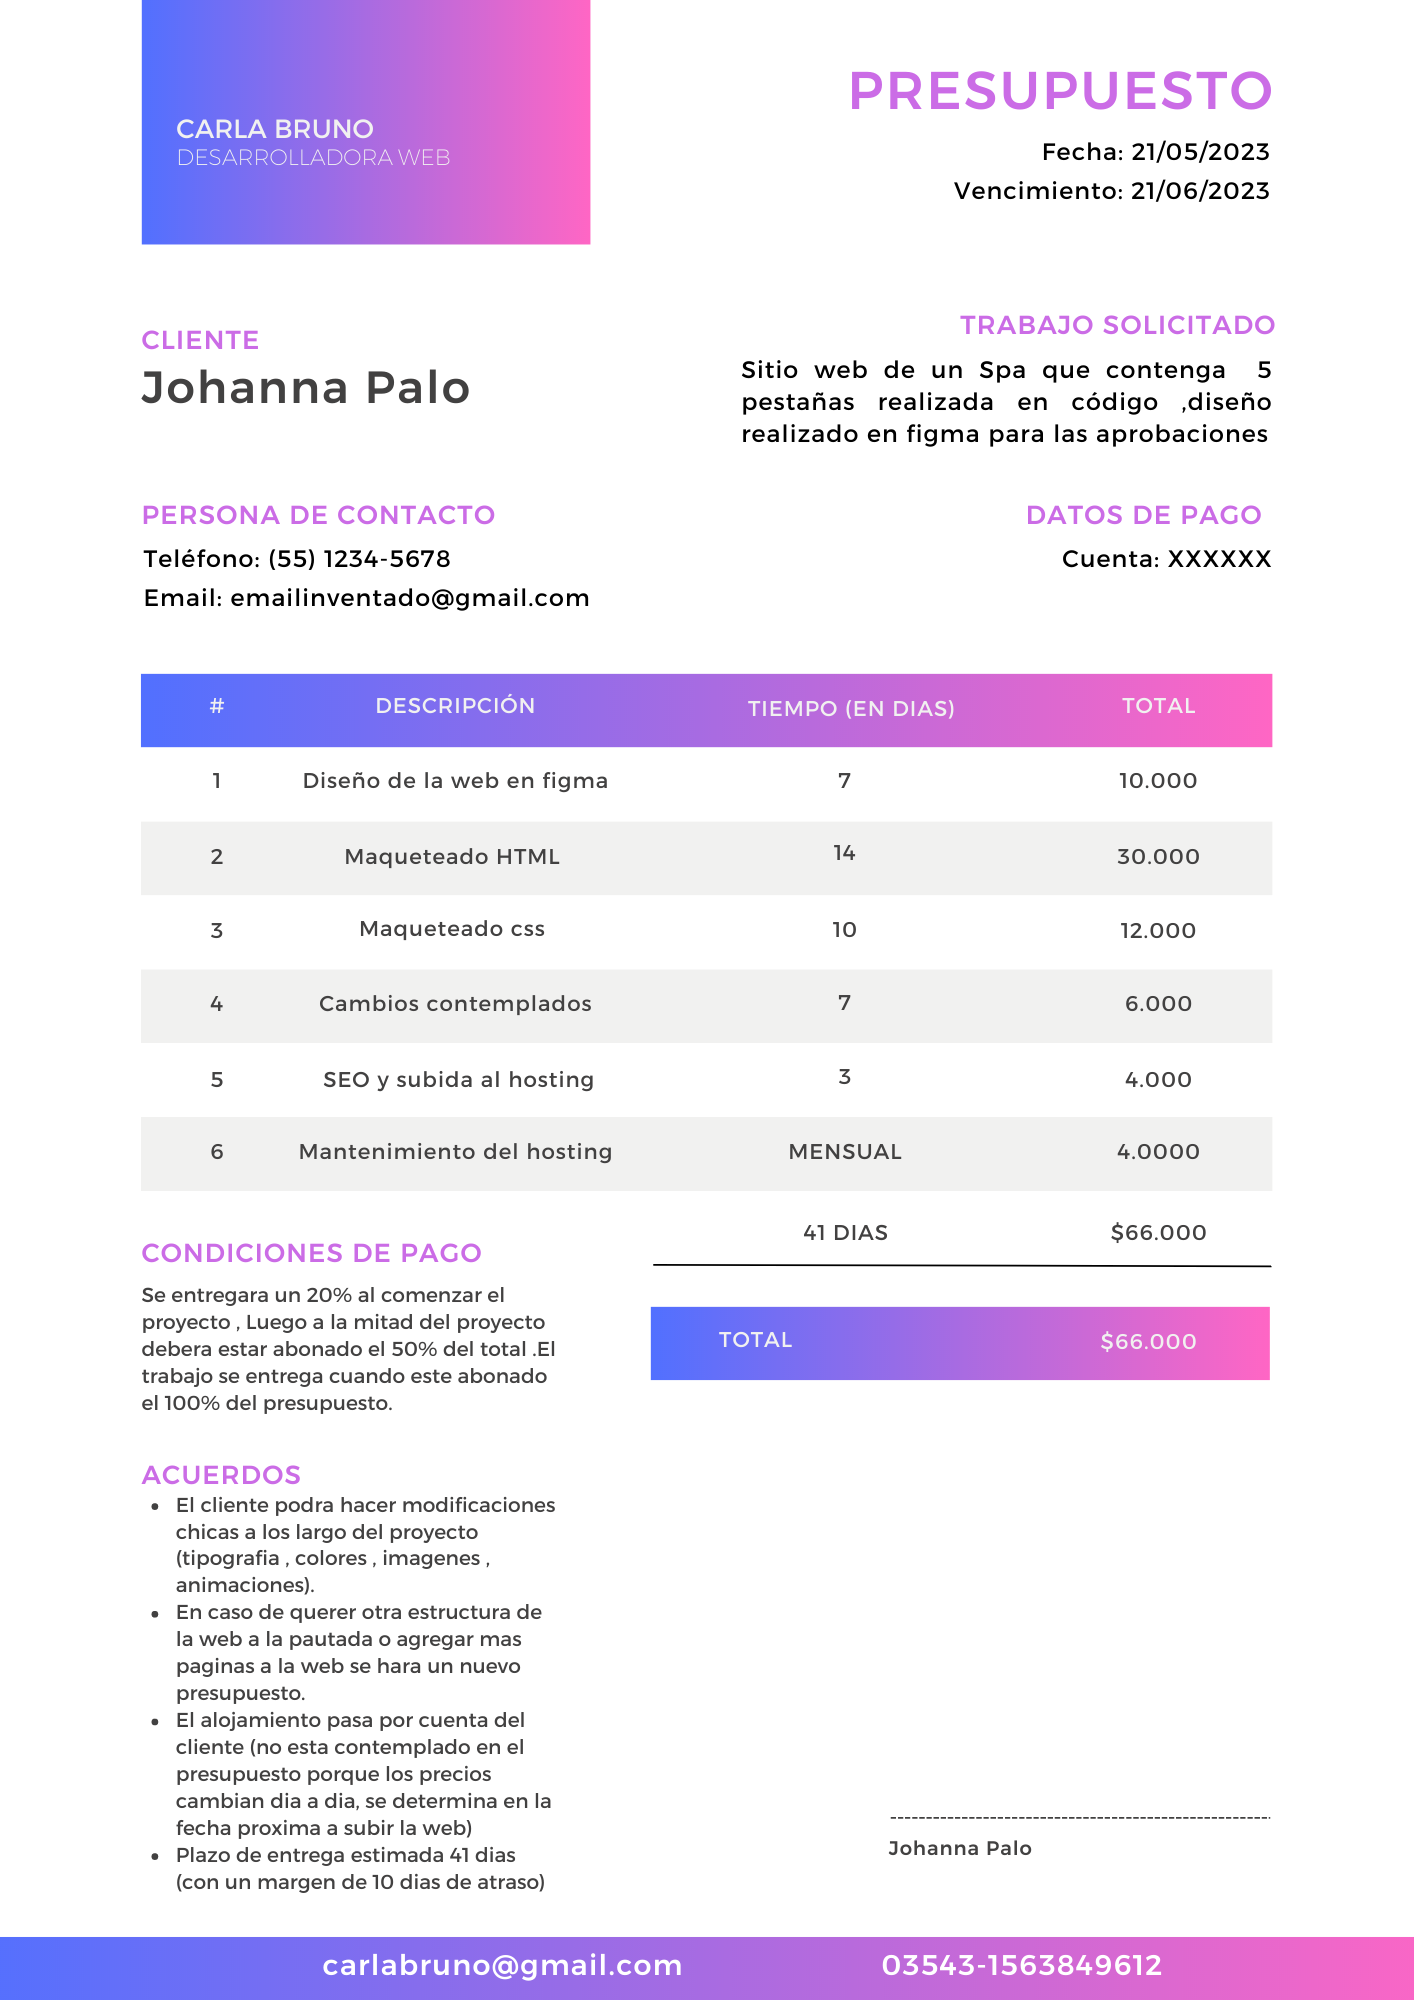 CARLA BRUNO
DESARROLLADORA WEB
PRESUPUESTO
Fecha: 21/05/2023
Vencimiento: 21/06/2023
CLIENTE
Johanna Palo
TRABAJO SOLICITADO
Sitio web de un Spa que contenga 5
pestañas realizada en código ,diseño
realizado en figma para las aprobaciones
PERSONA DE CONTACTO
Teléfono: (55) 1234-5678
Email: emailinventado@gmail.com
DATOS DE PAGO
Cuenta: XXXXXX
# DESCRIPCIÓN TIEMPO (EN DIAS) TOTAL
1 Diseño de la web en figma 7 10.000
2 Maqueteado HTML 14 30.000
3 Maqueteado css 10 12.000
4 Cambios contemplados 7 6.000
5 SEO y subida al hosting 3 4.000
6 Mantenimiento del hosting MENSUAL 4.0000
41 DIAS $66.000
TOTAL $66.000
CONDICIONES DE PAGO
Se entregara un 20% al comenzar el
proyecto , Luego a la mitad del proyecto
debera estar abonado el 50% del total .El
trabajo se entrega cuando este abonado
el 100% del presupuesto.
ACUERDOS
• El cliente podra hacer modificaciones
chicas a los largo del proyecto
(tipografia , colores , imagenes ,
animaciones).
• En caso de querer otra estructura de
la web a la pautada o agregar mas
paginas a la web se hara un nuevo
presupuesto.
• El alojamiento pasa por cuenta del
cliente (no esta contemplado en el
presupuesto porque los precios
cambian dia a dia, se determina en la
fecha proxima a subir la web)
• Plazo de entrega estimada 41 dias
(con un margen de 10 dias de atraso)
Johanna Palo
carlabruno@gmail.com 03543-1563849612